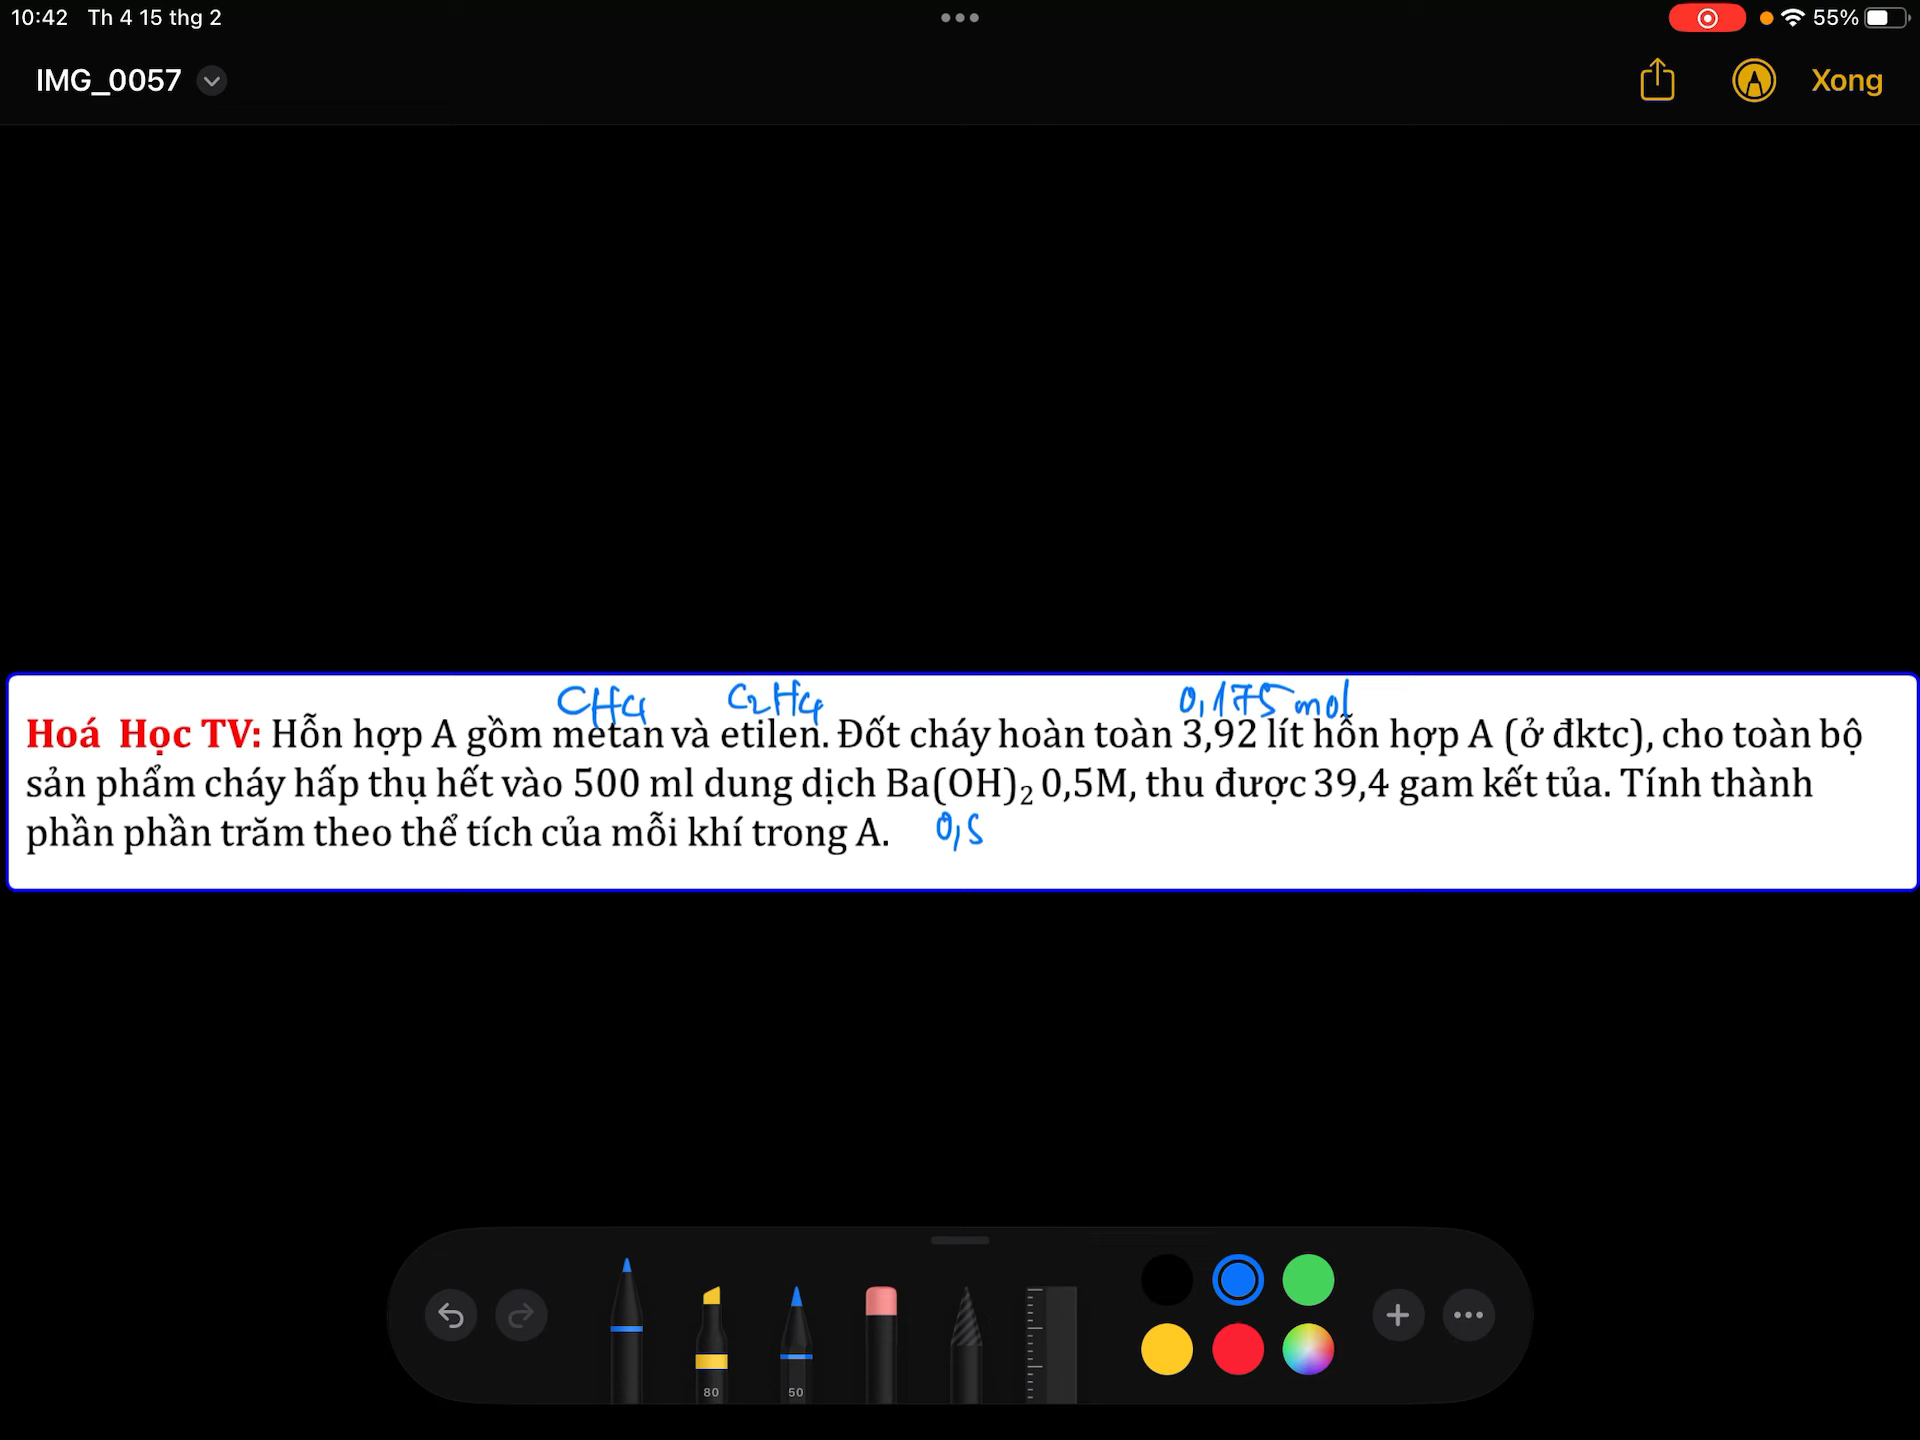 10:42 Th 4 15 thg 2
55%
IMG_0057
Xong
CH4 C2H4 0,175 mol
Hoá Học TV: Hỗn hợp A gồm metan và etilen. Đốt cháy hoàn toàn 3,92 lít hỗn hợp A (ở đktc), cho toàn bộ
sản phẩm cháy hấp thụ hết vào 500 ml dung dịch Ba(OH)₂ 0,5M, thu được 39,4 gam kết tủa. Tính thành
phần phần trăm theo thể tích của mỗi khí trong A.
0,5
80
50